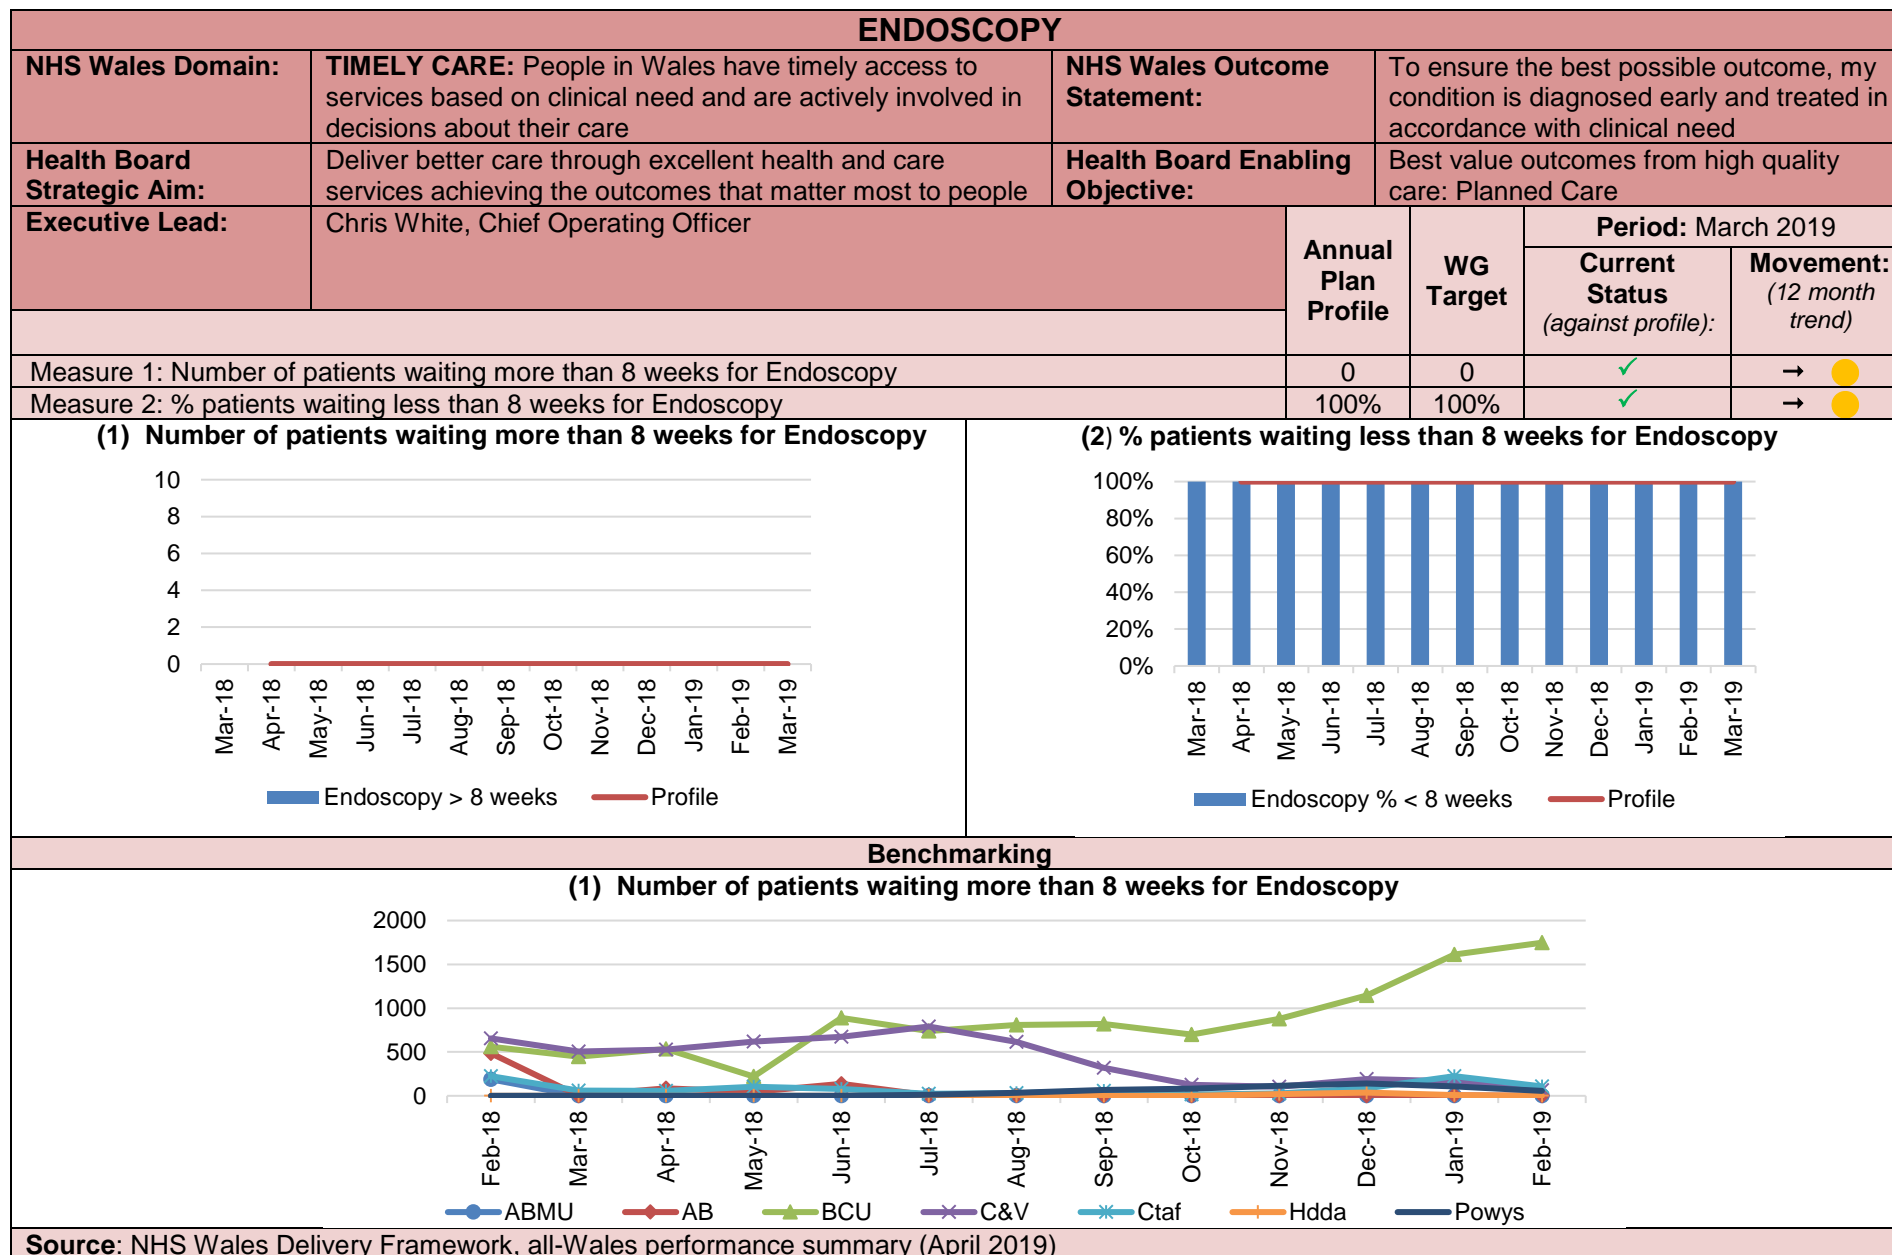 ENDOSCOPY
NHS Wales Domain:
TIMELY CARE: People in Wales have timely access to
services based on clinical need and are actively involved in
decisions about their care
NHS Wales Outcome
Statement:
To ensure the best possible outcome, my
condition is diagnosed early and treated in
accordance with clinical need
Health Board
Strategic Aim:
Deliver better care through excellent health and care
services achieving the outcomes that matter most to people
Health Board Enabling
Objective:
Best value outcomes from high quality
care: Planned Care
Executive Lead:
Chris White, Chief Operating Officer
Annual
Plan
Profile
WG
Target
Period: March 2019
Current
Status
(against profile):
Movement:
(12 month
trend)
Measure 1: Number of patients waiting more than 8 weeks for Endoscopy
0
0
✓
→
Measure 2: % patients waiting less than 8 weeks for Endoscopy
100%
100%
✓
→
(1) Number of patients waiting more than 8 weeks for Endoscopy
10
8
6
4
2
0
Mar-18
Apr-18
May-18
Jun-18
Jul-18
Aug-18
Sep-18
Oct-18
Nov-18
Dec-18
Jan-19
Feb-19
Mar-19
Endoscopy > 8 weeks
Profile
(2) % patients waiting less than 8 weeks for Endoscopy
100%
80%
60%
40%
20%
0%
Mar-18
Apr-18
May-18
Jun-18
Jul-18
Aug-18
Sep-18
Oct-18
Nov-18
Dec-18
Jan-19
Feb-19
Mar-19
Endoscopy % < 8 weeks
Profile
Benchmarking
(1) Number of patients waiting more than 8 weeks for Endoscopy
2000
1500
1000
500
0
Feb-18
Mar-18
Apr-18
May-18
Jun-18
Jul-18
Aug-18
Sep-18
Oct-18
Nov-18
Dec-18
Jan-19
Feb-19
ABMU
AB
BCU
C&V
Ctaf
Hdda
Powys
Source: NHS Wales Delivery Framework, all-Wales performance summary (April 2019)